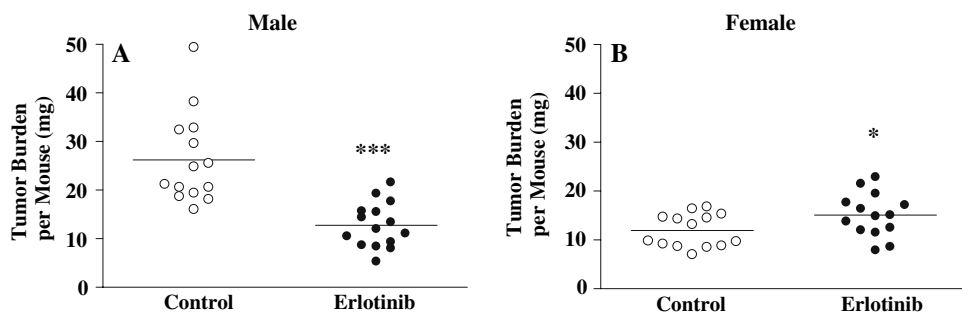 Male
A
Tumor Burden
per Mouse (mg)
50
40
30
20
10
0
***
Control
Erlotinib
Female
B
Tumor Burden
per Mouse (mg)
50
40
30
20
10
0
*
Control
Erlotinib